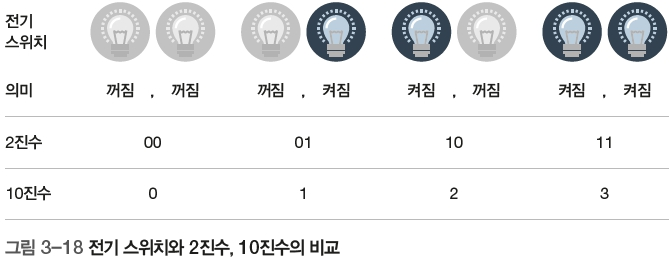 전기
스위치
의미 꺼짐 , 꺼짐 꺼짐 , 켜짐 켜짐 , 꺼짐 켜짐 , 켜짐
2진수 00 01 10 11
10진수 0 1 2 3
그림 3-18 전기 스위치와 2진수, 10진수의 비교